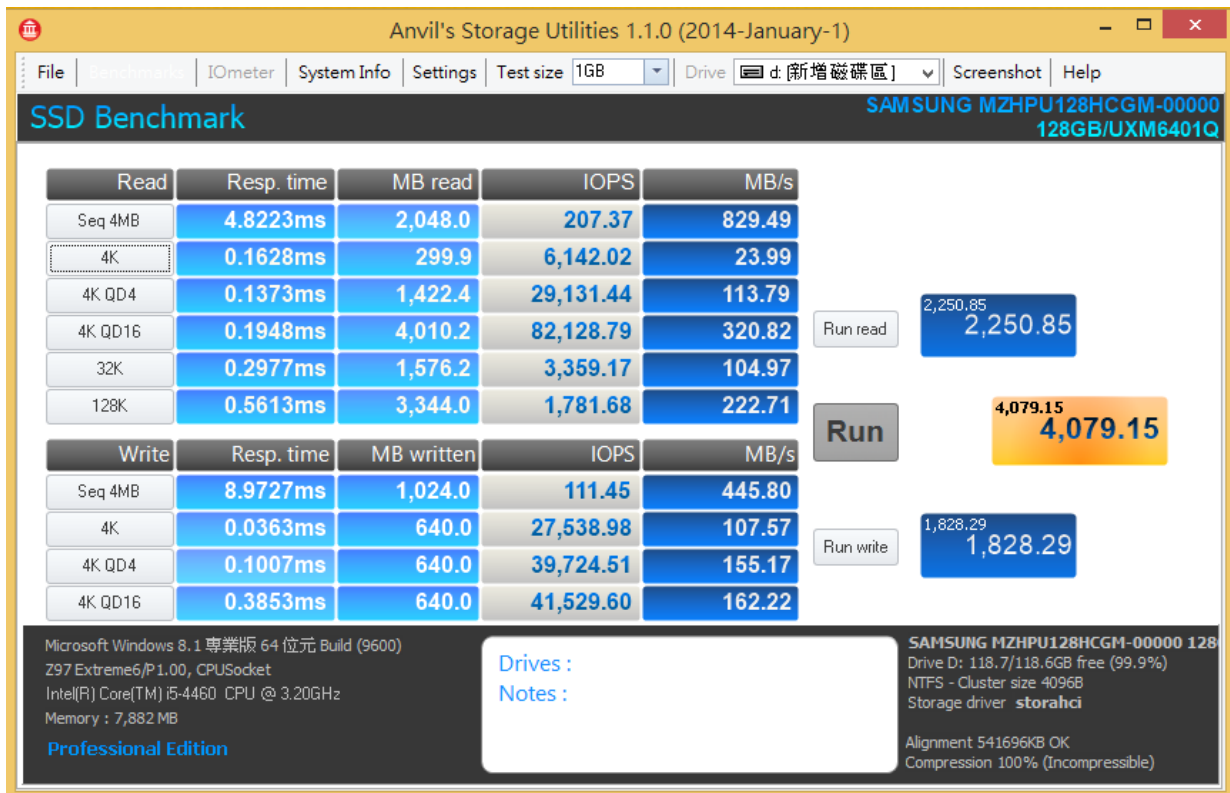 Anvil's Storage Utilities 1.1.0 (2014-January-1)
File Benchmarks IOmeter System Info Settings Test size 1GB Drive d: [新增磁碟區] Screenshot Help
SSD Benchmark
SAMSUNG MZHPU128HCGM-00000
128GB/UXM6401Q
Read Resp. time MB read IOPS MB/s
Seq 4MB 4.8223ms 2,048.0 207.37 829.49
4K 0.1628ms 299.9 6,142.02 23.99
4K QD4 0.1373ms 1,422.4 29,131.44 113.79
4K QD16 0.1948ms 4,010.2 82,128.79 320.82
32K 0.2977ms 1,576.2 3,359.17 104.97
128K 0.5613ms 3,344.0 1,781.68 222.71
Run read
2,250.85
2,250.85
Run
4,079.15
4,079.15
Write Resp. time MB written IOPS MB/s
Seq 4MB 8.9727ms 1,024.0 111.45 445.80
4K 0.0363ms 640.0 27,538.98 107.57
4K QD4 0.1007ms 640.0 39,724.51 155.17
4K QD16 0.3853ms 640.0 41,529.60 162.22
Run write
1,828.29
1,828.29
Microsoft Windows 8.1 專業版 64 位元 Build (9600)
Z97 Extreme6/P1.00, CPUSocket
Intel(R) Core(TM) i5-4460 CPU @ 3.20GHz
Memory : 7,882 MB
Professional Edition
Drives :
Notes :
SAMSUNG MZHPU128HCGM-00000 128
Drive D: 118.7/118.6GB free (99.9%)
NTFS - Cluster size 4096B
Storage driver storahci
Alignment 541696KB OK
Compression 100% (Incompressible)